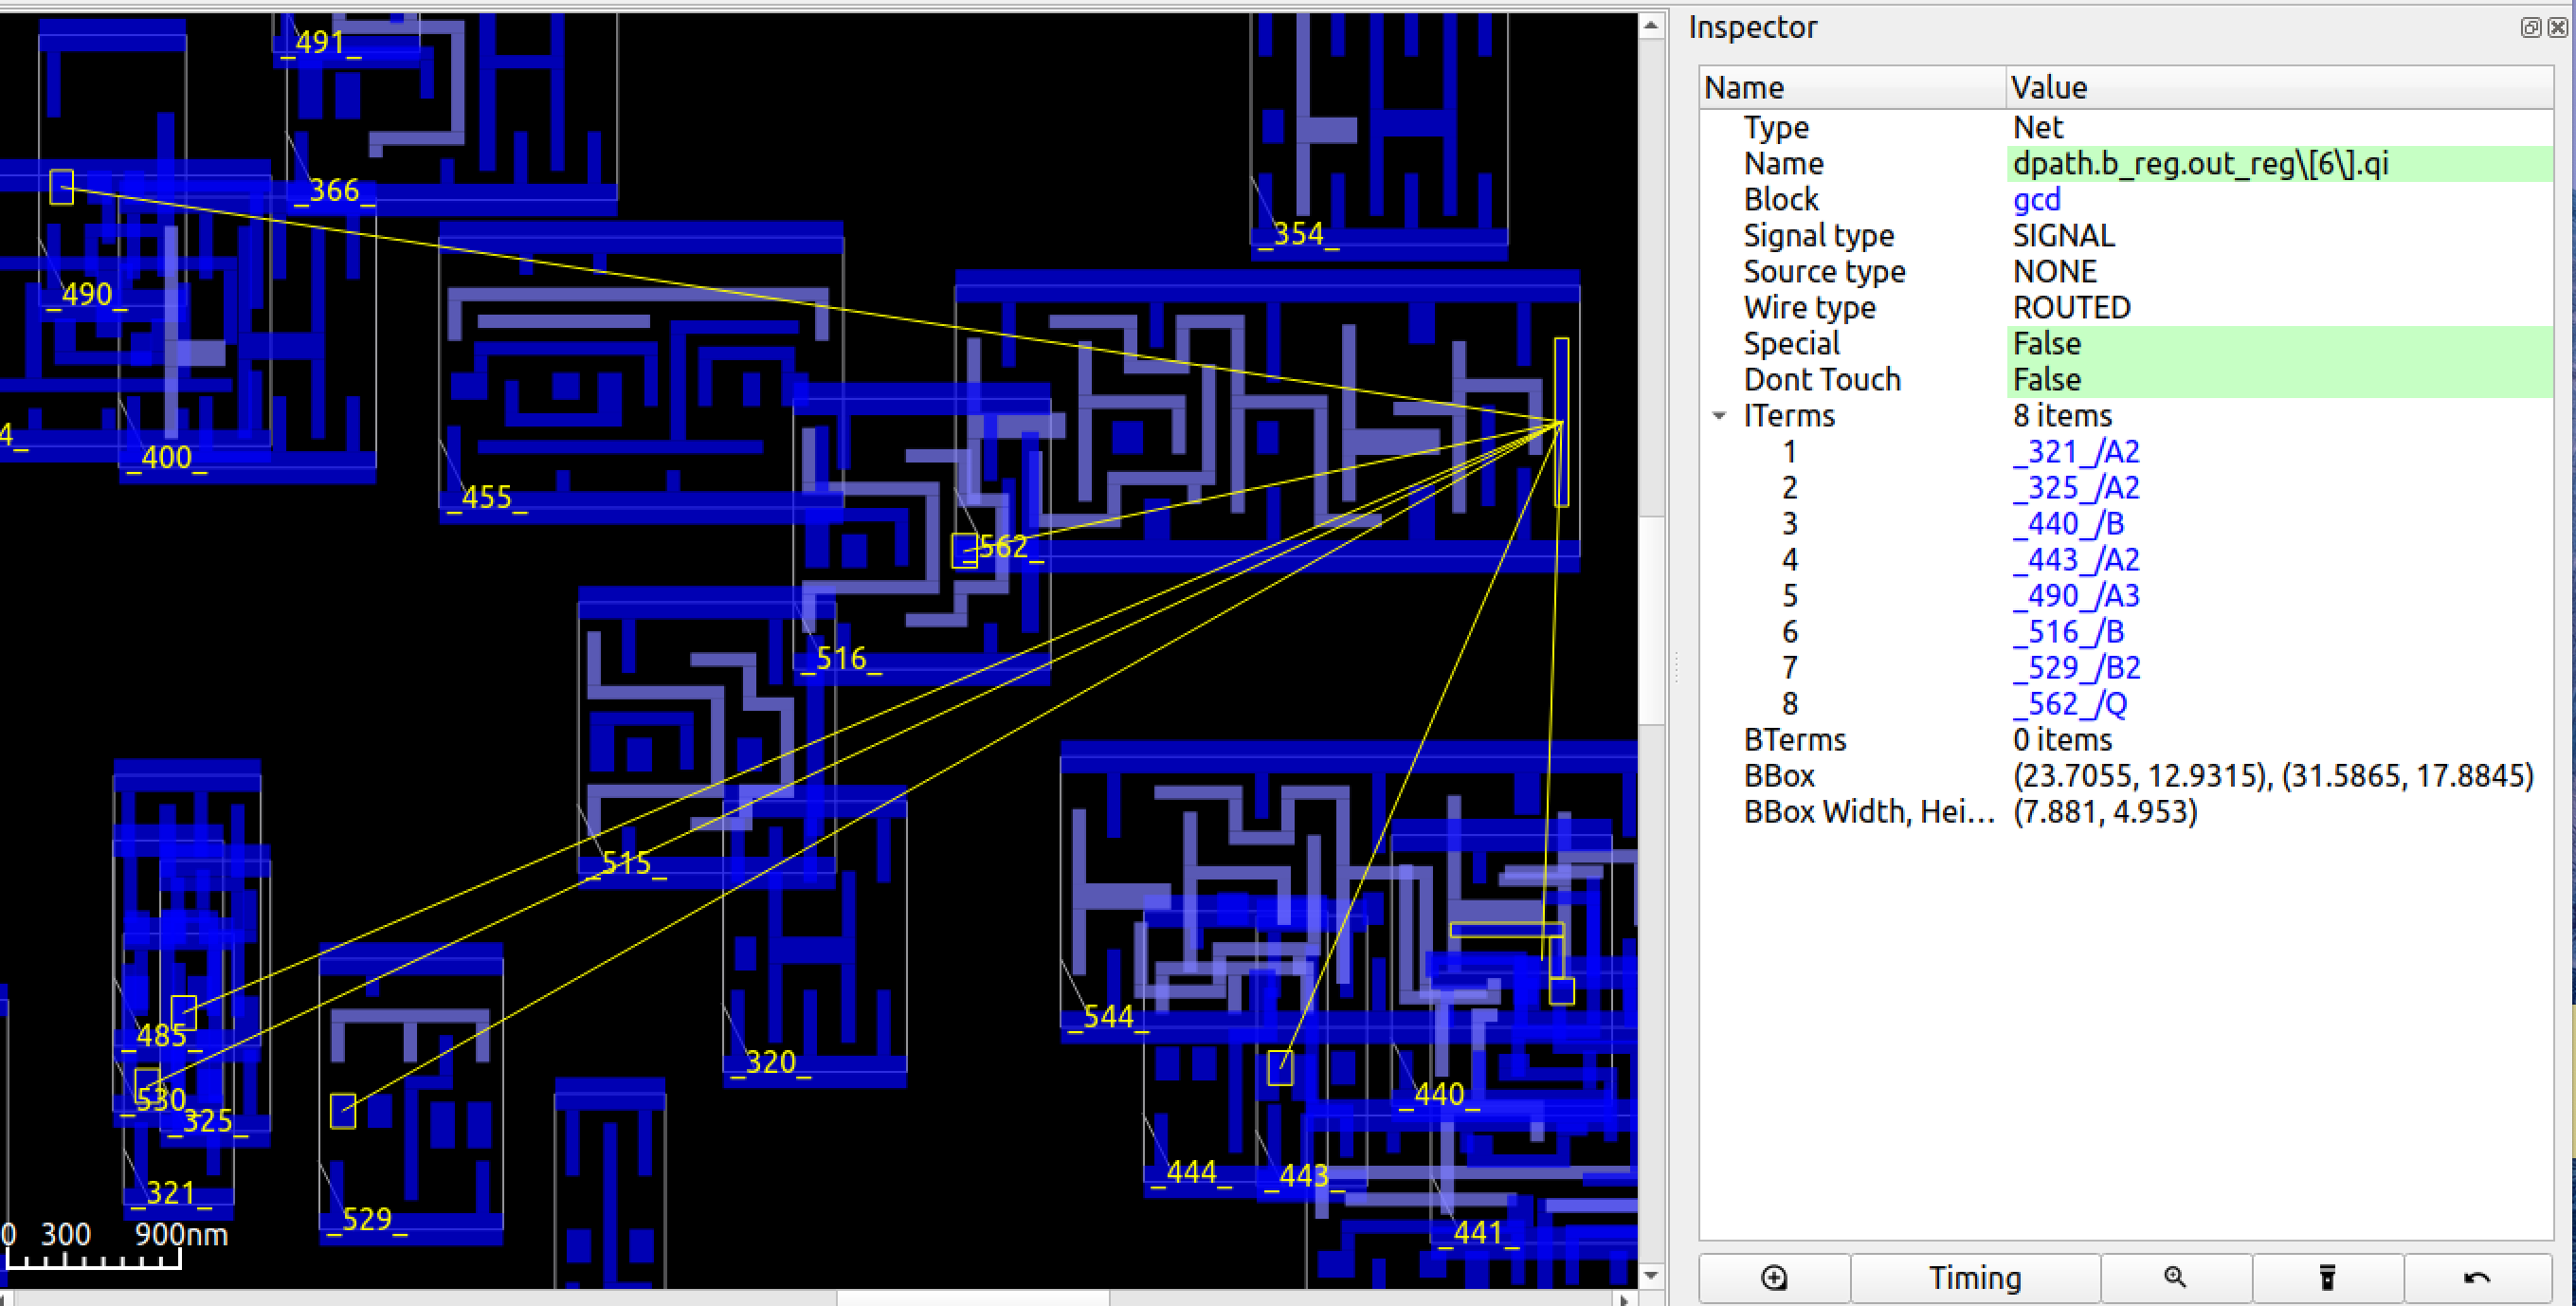 _491_
_366_
_354_
_490_
4_
_400_
_455_
_562_
_516_
_515_
_485_
_530_
_325_
_321_
_529_
_320_
_544_
_440_
_444_
_443_
_441_
0 300 900nm
Inspector
Name Value
Type Net
Name dpath.b_reg.out_reg\[6\].qi
Block gcd
Signal type SIGNAL
Source type NONE
Wire type ROUTED
Special False
Dont Touch False
ITerms 8 items
1 _321_/A2
2 _325_/A2
3 _440_/B
4 _443_/A2
5 _490_/A3
6 _516_/B
7 _529_/B2
8 _562_/Q
BTerms 0 items
BBox (23.7055, 12.9315), (31.5865, 17.8845)
BBox Width, Hei... (7.881, 4.953)
Timing